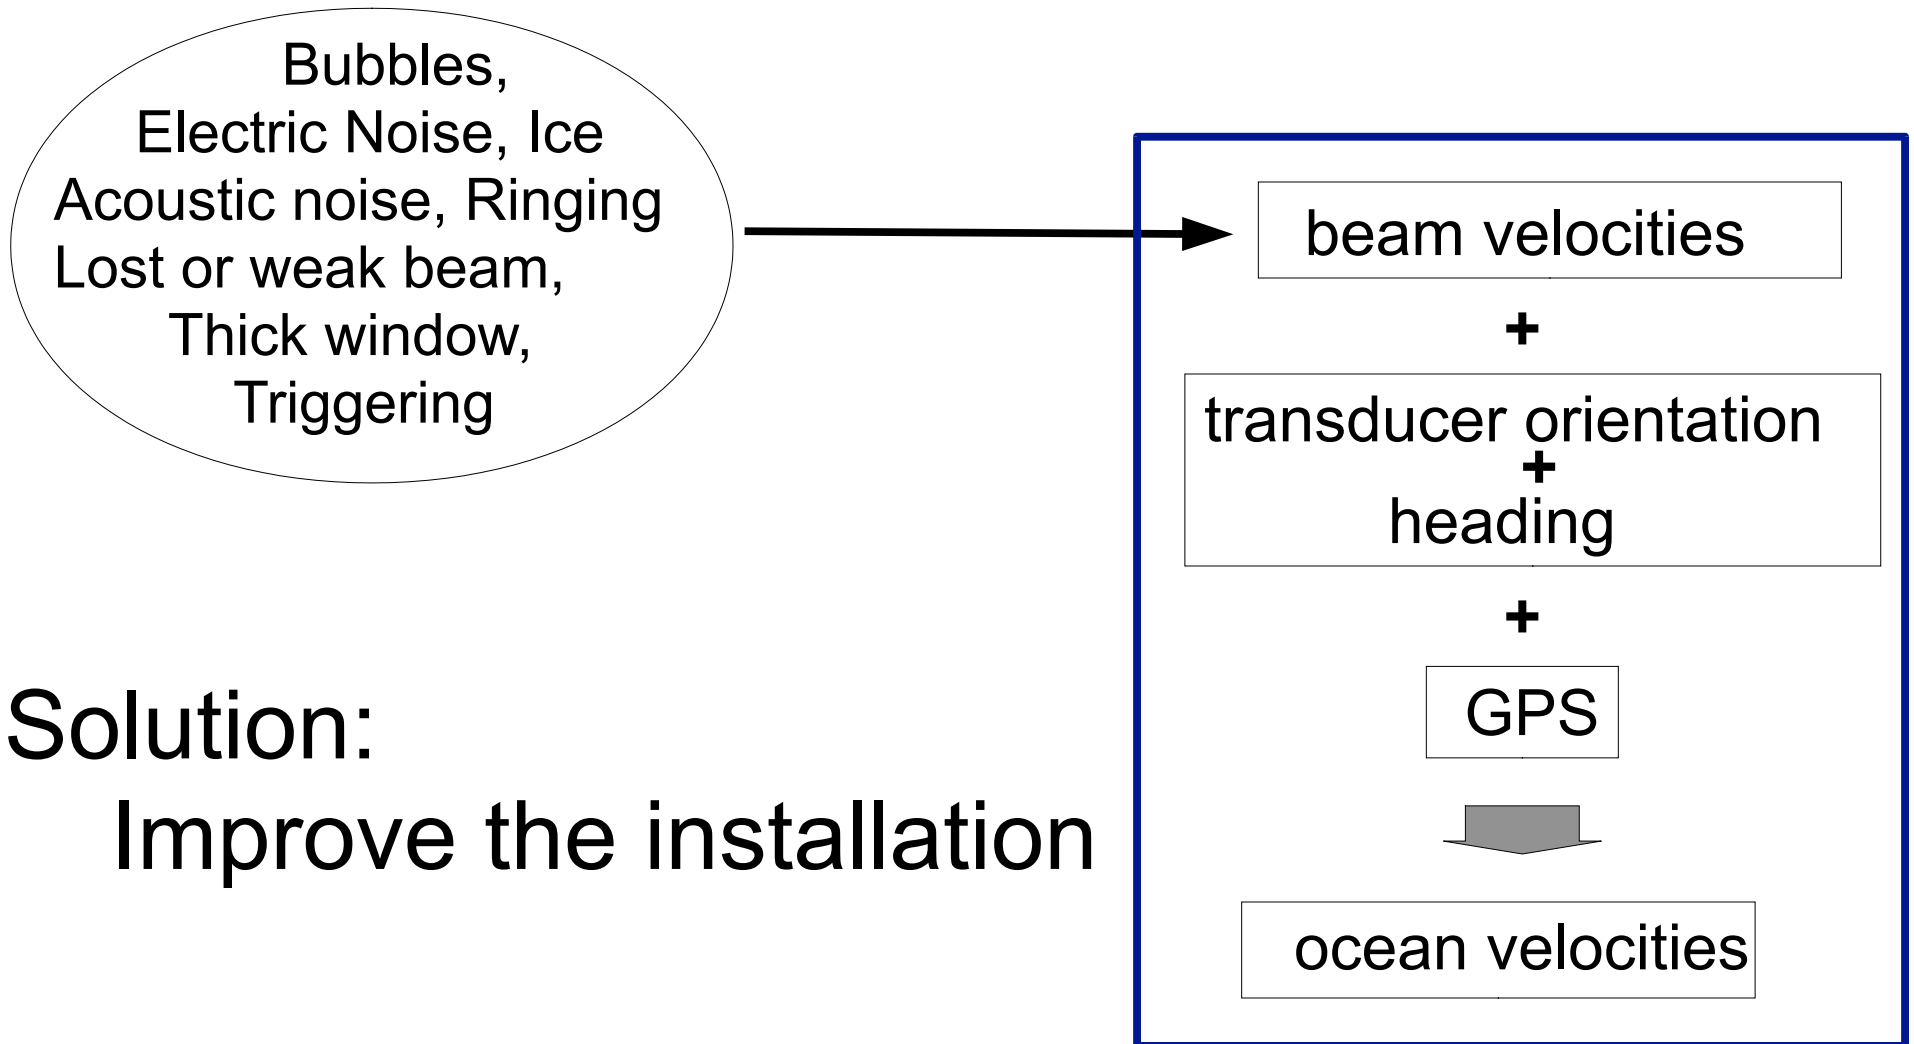 Bubbles,
Electric Noise, Ice
Acoustic noise, Ringing
Lost or weak beam,
Thick window,
Triggering
beam velocities
+
transducer orientation
+
heading
+
GPS
ocean velocities
Solution:
Improve the installation